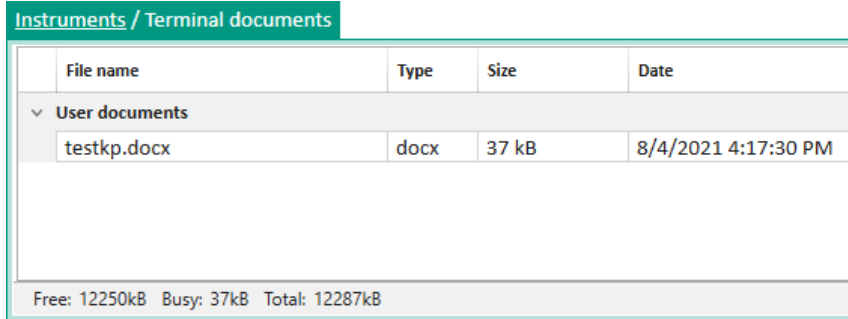 Instruments / Terminal documents
File name Type Size Date
User documents
testkp.docx docx 37 kB 8/4/2021 4:17:30 PM
Free: 12250kB Busy: 37kB Total: 12287kB